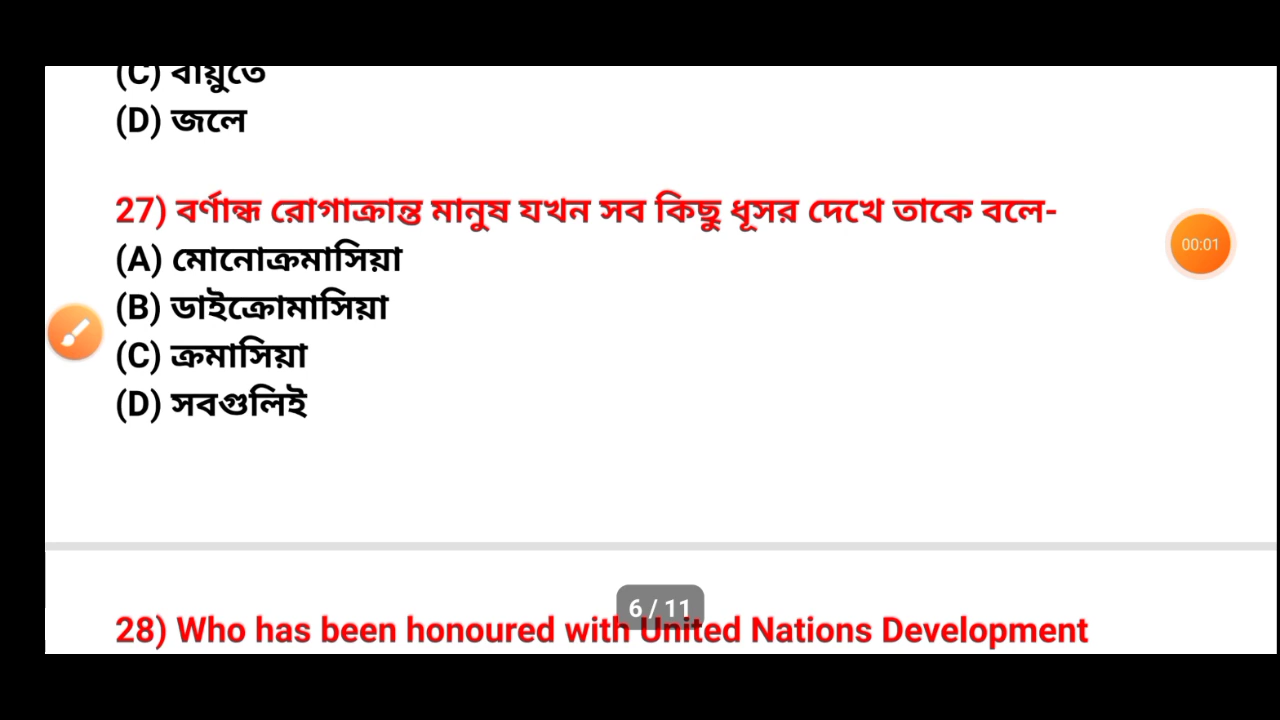 (C) বায়ুতে
(D) জলে
27) বর্ণান্ধ রোগাক্রান্ত মানুষ যখন সব কিছু ধূসর দেখে তাকে বলে-
(A) মোনোক্রমাসিয়া
(B) ডাইক্রোমাসিয়া
(C) ক্রমাসিয়া
(D) সবগুলিই
00:01
6 / 11
28) Who has been honoured with United Nations Development